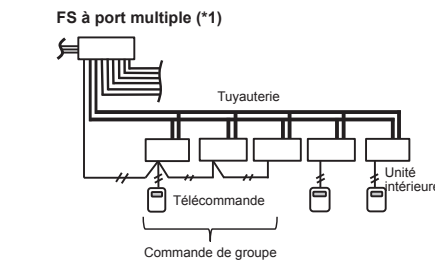 FS à port multiple (*1)
Tuyauterie
Unité
intérieure
Télécommande
Commande de groupe